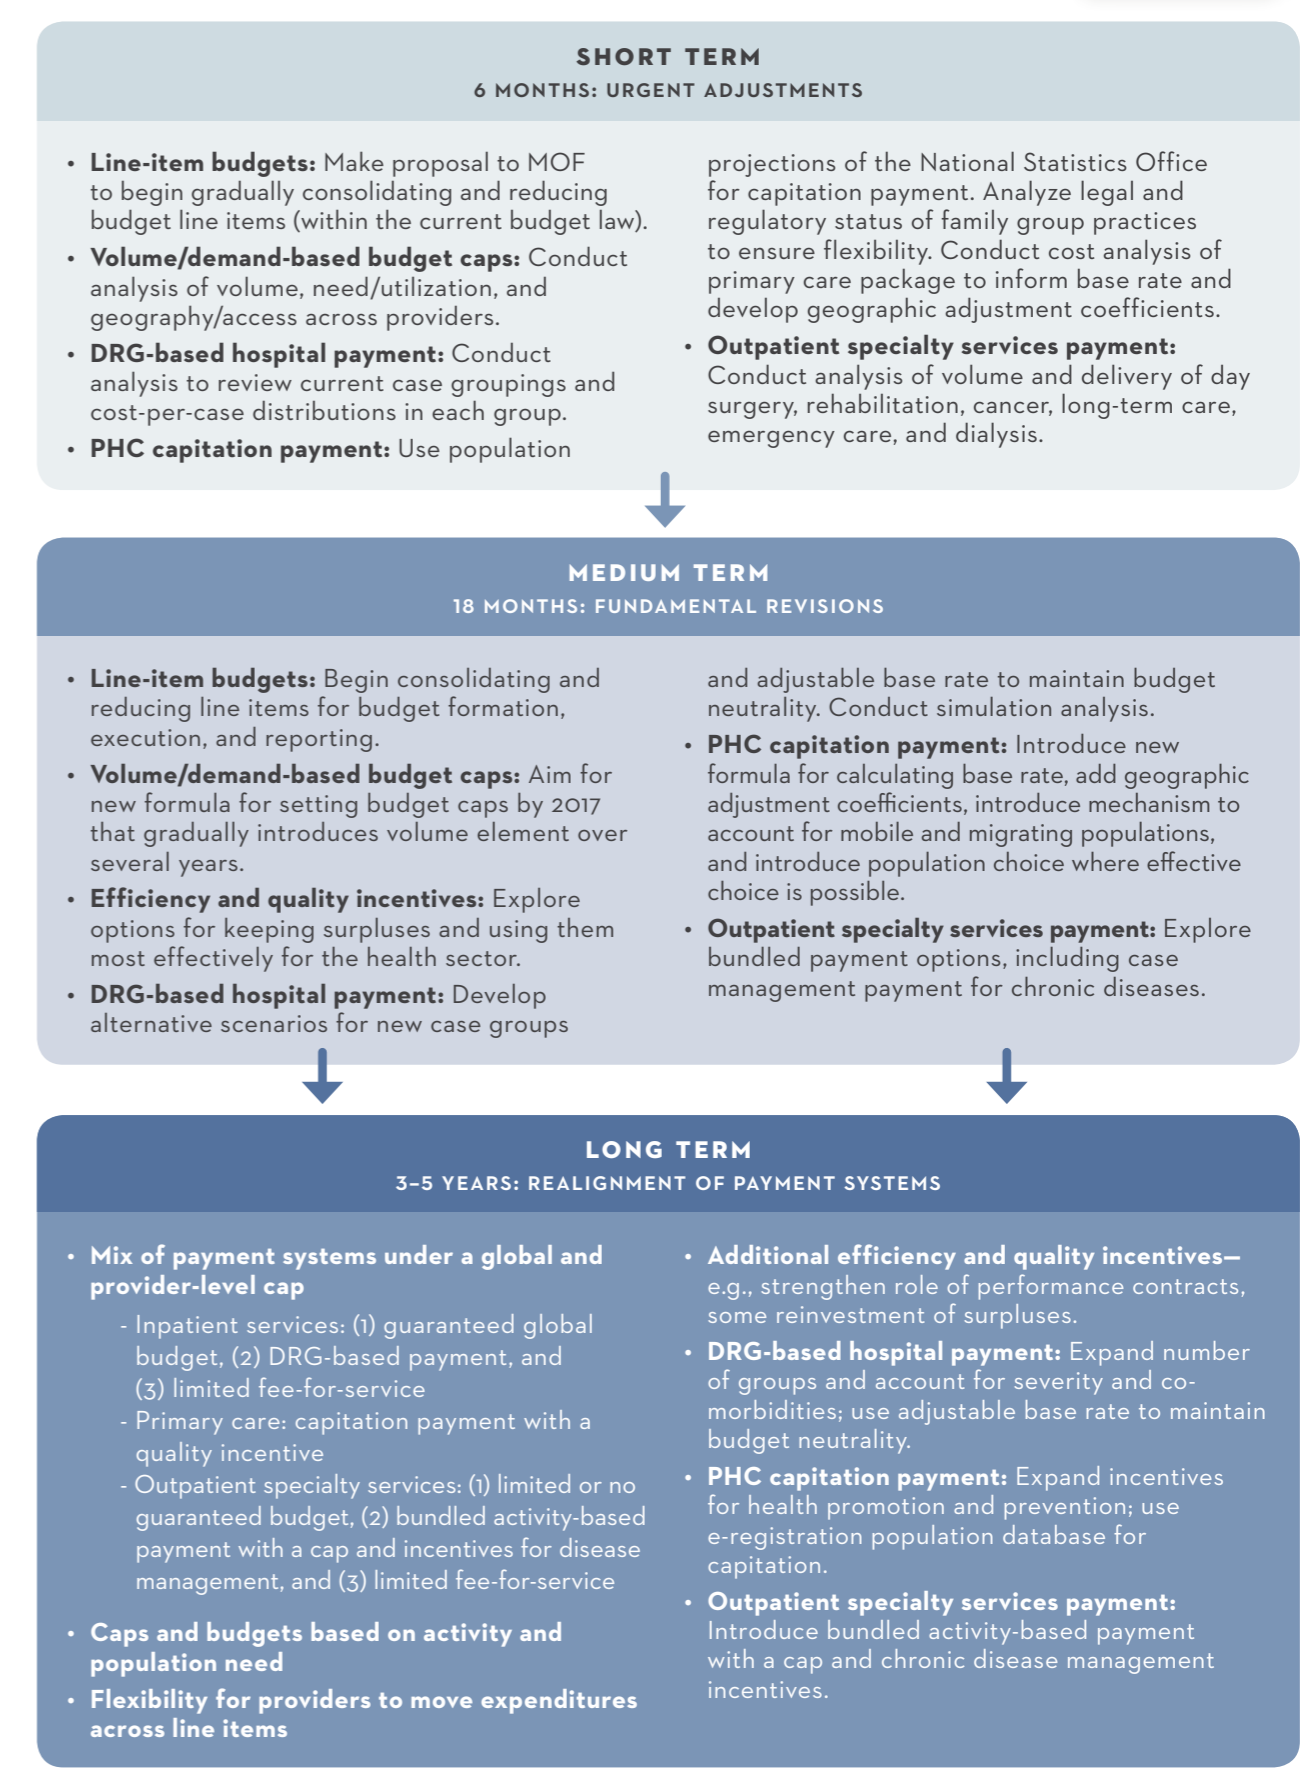 SHORT TERM
6 MONTHS: URGENT ADJUSTMENTS
• Line-item budgets: Make proposal to MOF
to begin gradually consolidating and reducing
budget line items (within the current budget law).
• Volume/demand-based budget caps: Conduct
analysis of volume, need/utilization, and
geography/access across providers.
• DRG-based hospital payment: Conduct
analysis to review current case groupings and
cost-per-case distributions in each group.
• PHC capitation payment: Use population
projections of the National Statistics Office
for capitation payment. Analyze legal and
regulatory status of family group practices
to ensure flexibility. Conduct cost analysis of
primary care package to inform base rate and
develop geographic adjustment coefficients.
• Outpatient specialty services payment:
Conduct analysis of volume and delivery of day
surgery, rehabilitation, cancer, long-term care,
emergency care, and dialysis.
MEDIUM TERM
18 MONTHS: FUNDAMENTAL REVISIONS
• Line-item budgets: Begin consolidating and
reducing line items for budget formation,
execution, and reporting.
• Volume/demand-based budget caps: Aim for
new formula for setting budget caps by 2017
that gradually introduces volume element over
several years.
• Efficiency and quality incentives: Explore
options for keeping surpluses and using them
most effectively for the health sector.
• DRG-based hospital payment: Develop
alternative scenarios for new case groups
and adjustable base rate to maintain budget
neutrality. Conduct simulation analysis.
• PHC capitation payment: Introduce new
formula for calculating base rate, add geographic
adjustment coefficients, introduce mechanism to
account for mobile and migrating populations,
and introduce population choice where effective
choice is possible.
• Outpatient specialty services payment: Explore
bundled payment options, including case
management payment for chronic diseases.
LONG TERM
3–5 YEARS: REALIGNMENT OF PAYMENT SYSTEMS
• Mix of payment systems under a global and
provider-level cap
- Inpatient services: (1) guaranteed global
budget, (2) DRG-based payment, and
(3) limited fee-for-service
- Primary care: capitation payment with a
quality incentive
- Outpatient specialty services: (1) limited or no
guaranteed budget, (2) bundled activity-based
payment with a cap and incentives for disease
management, and (3) limited fee-for-service
• Caps and budgets based on activity and
population need
• Flexibility for providers to move expenditures
across line items
• Additional efficiency and quality incentives—
e.g., strengthen role of performance contracts,
some reinvestment of surpluses.
• DRG-based hospital payment: Expand number
of groups and account for severity and co-
morbidities; use adjustable base rate to maintain
budget neutrality.
• PHC capitation payment: Expand incentives
for health promotion and prevention; use
e-registration population database for
capitation.
• Outpatient specialty services payment:
Introduce bundled activity-based payment
with a cap and chronic disease management
incentives.